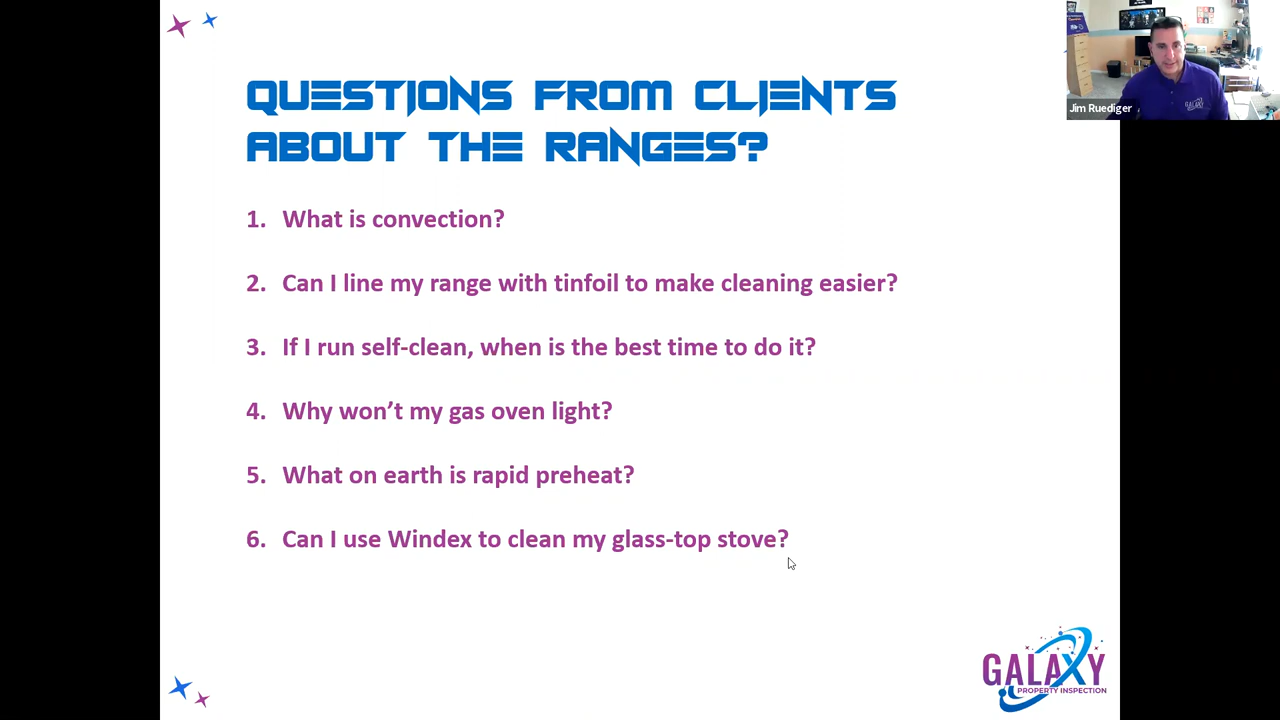 QUESTIONS FROM CLIENTS
ABOUT THE RANGES?
1. What is convection?
2. Can I line my range with tinfoil to make cleaning easier?
3. If I run self-clean, when is the best time to do it?
4. Why won’t my gas oven light?
5. What on earth is rapid preheat?
6. Can I use Windex to clean my glass-top stove?
Jim Ruediger
GALAXY
PROPERTY INSPECTION